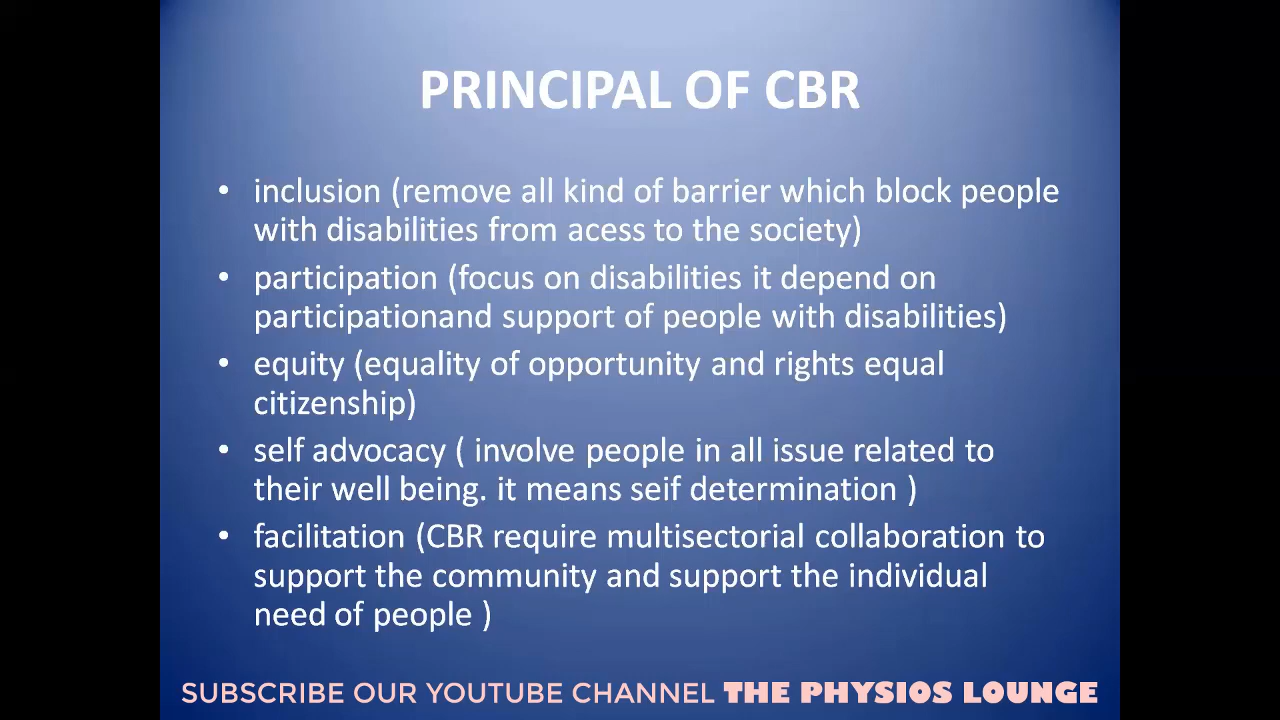 PRINCIPAL OF CBR
• inclusion (remove all kind of barrier which block people
with disabilities from acess to the society)
• participation (focus on disabilities it depend on
participationand support of people with disabilities)
• equity (equality of opportunity and rights equal
citizenship)
• self advocacy ( involve people in all issue related to
their well being. it means seif determination )
• facilitation (CBR require multisectorial collaboration to
support the community and support the individual
need of people )
SUBSCRIBE OUR YOUTUBE CHANNEL THE PHYSIOS LOUNGE